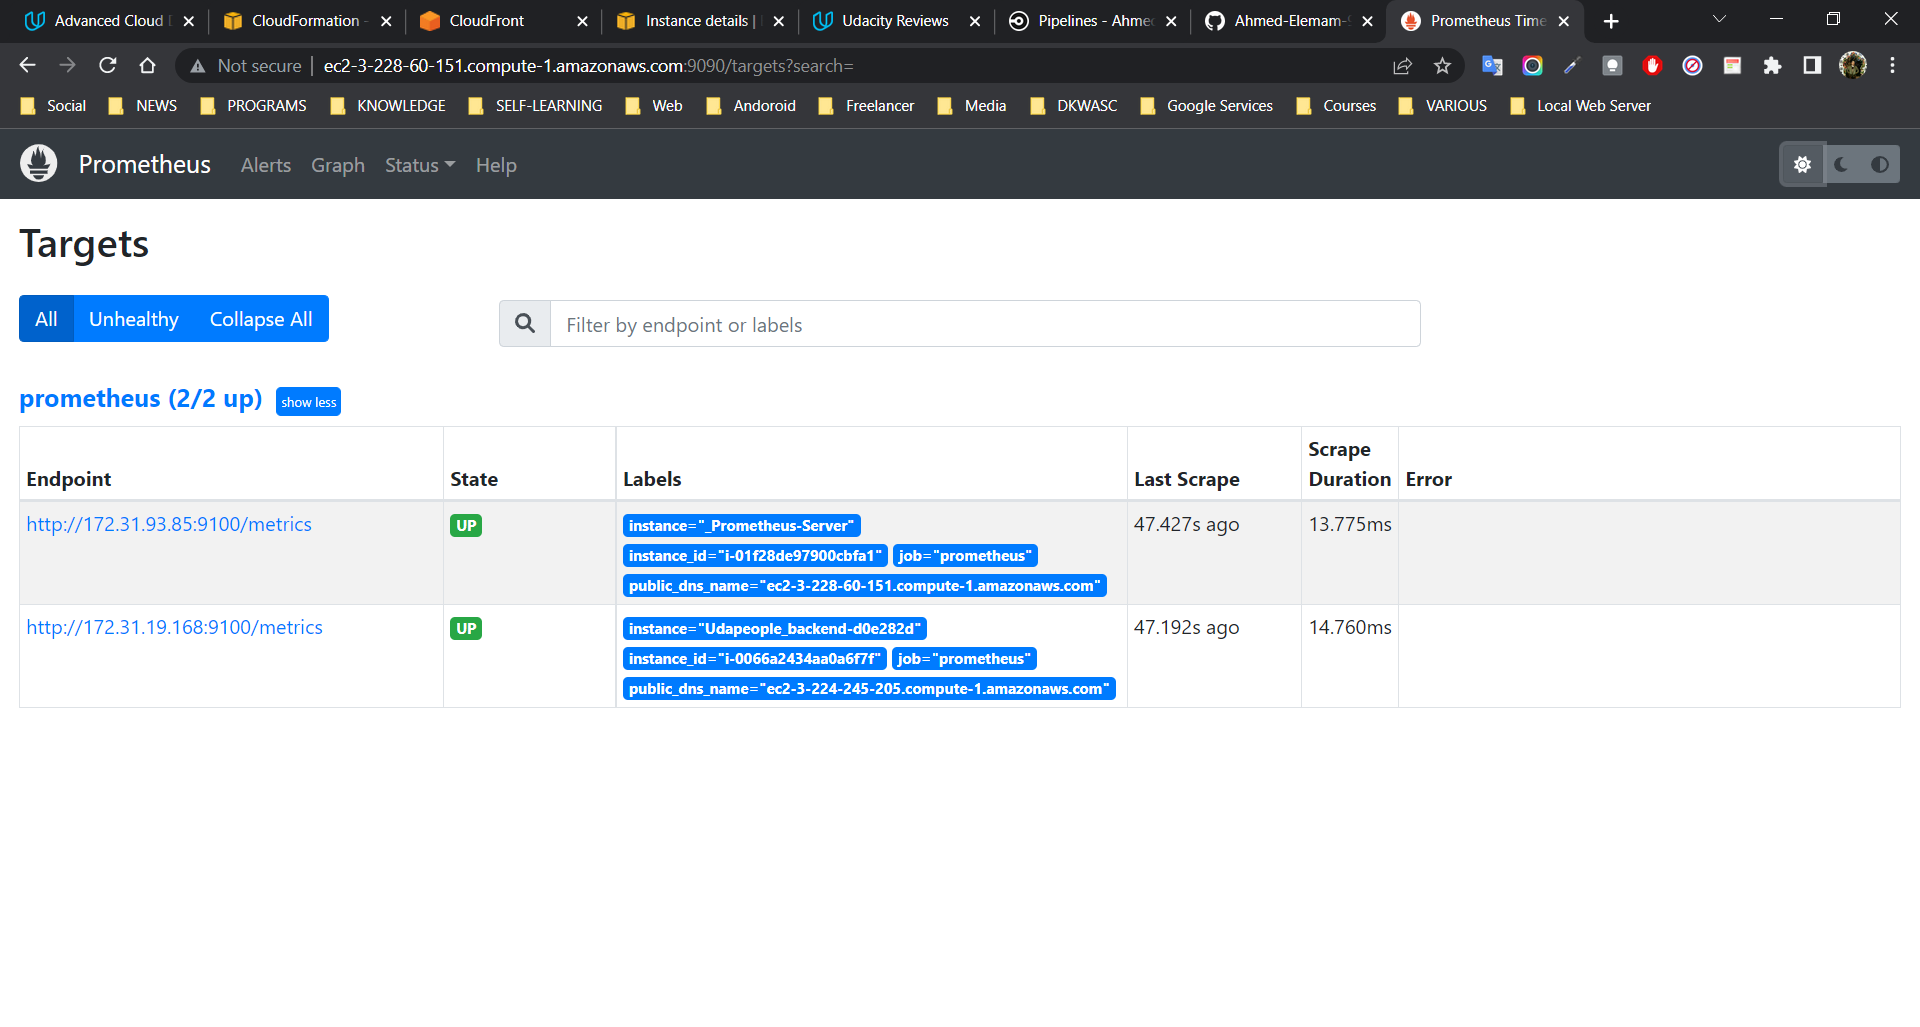 Advanced Cloud D
CloudFormation -
CloudFront
Instance details |
Udacity Reviews
Pipelines - Ahme
Ahmed-Elemam-
Prometheus Time
Not secure ec2-3-228-60-151.compute-1.amazonaws.com:9090/targets?search=
Social NEWS PROGRAMS KNOWLEDGE SELF-LEARNING Web Andoroid Freelancer Media DKWASC Google Services Courses VARIOUS Local Web Server
Prometheus Alerts Graph Status Help
Targets
All Unhealthy Collapse All
Filter by endpoint or labels
prometheus (2/2 up) show less
Endpoint State Labels Last Scrape Scrape Duration Error
http://172.31.93.85:9100/metrics UP instance="_Prometheus-Server" 47.427s ago 13.775ms
instance_id="i-01f28de97900cbfa1" job="prometheus"
public_dns_name="ec2-3-228-60-151.compute-1.amazonaws.com"
http://172.31.19.168:9100/metrics UP instance="Udapeople_backend-d0e282d" 47.192s ago 14.760ms
instance_id="i-0066a2434aa0a6f7f" job="prometheus"
public_dns_name="ec2-3-224-245-205.compute-1.amazonaws.com"